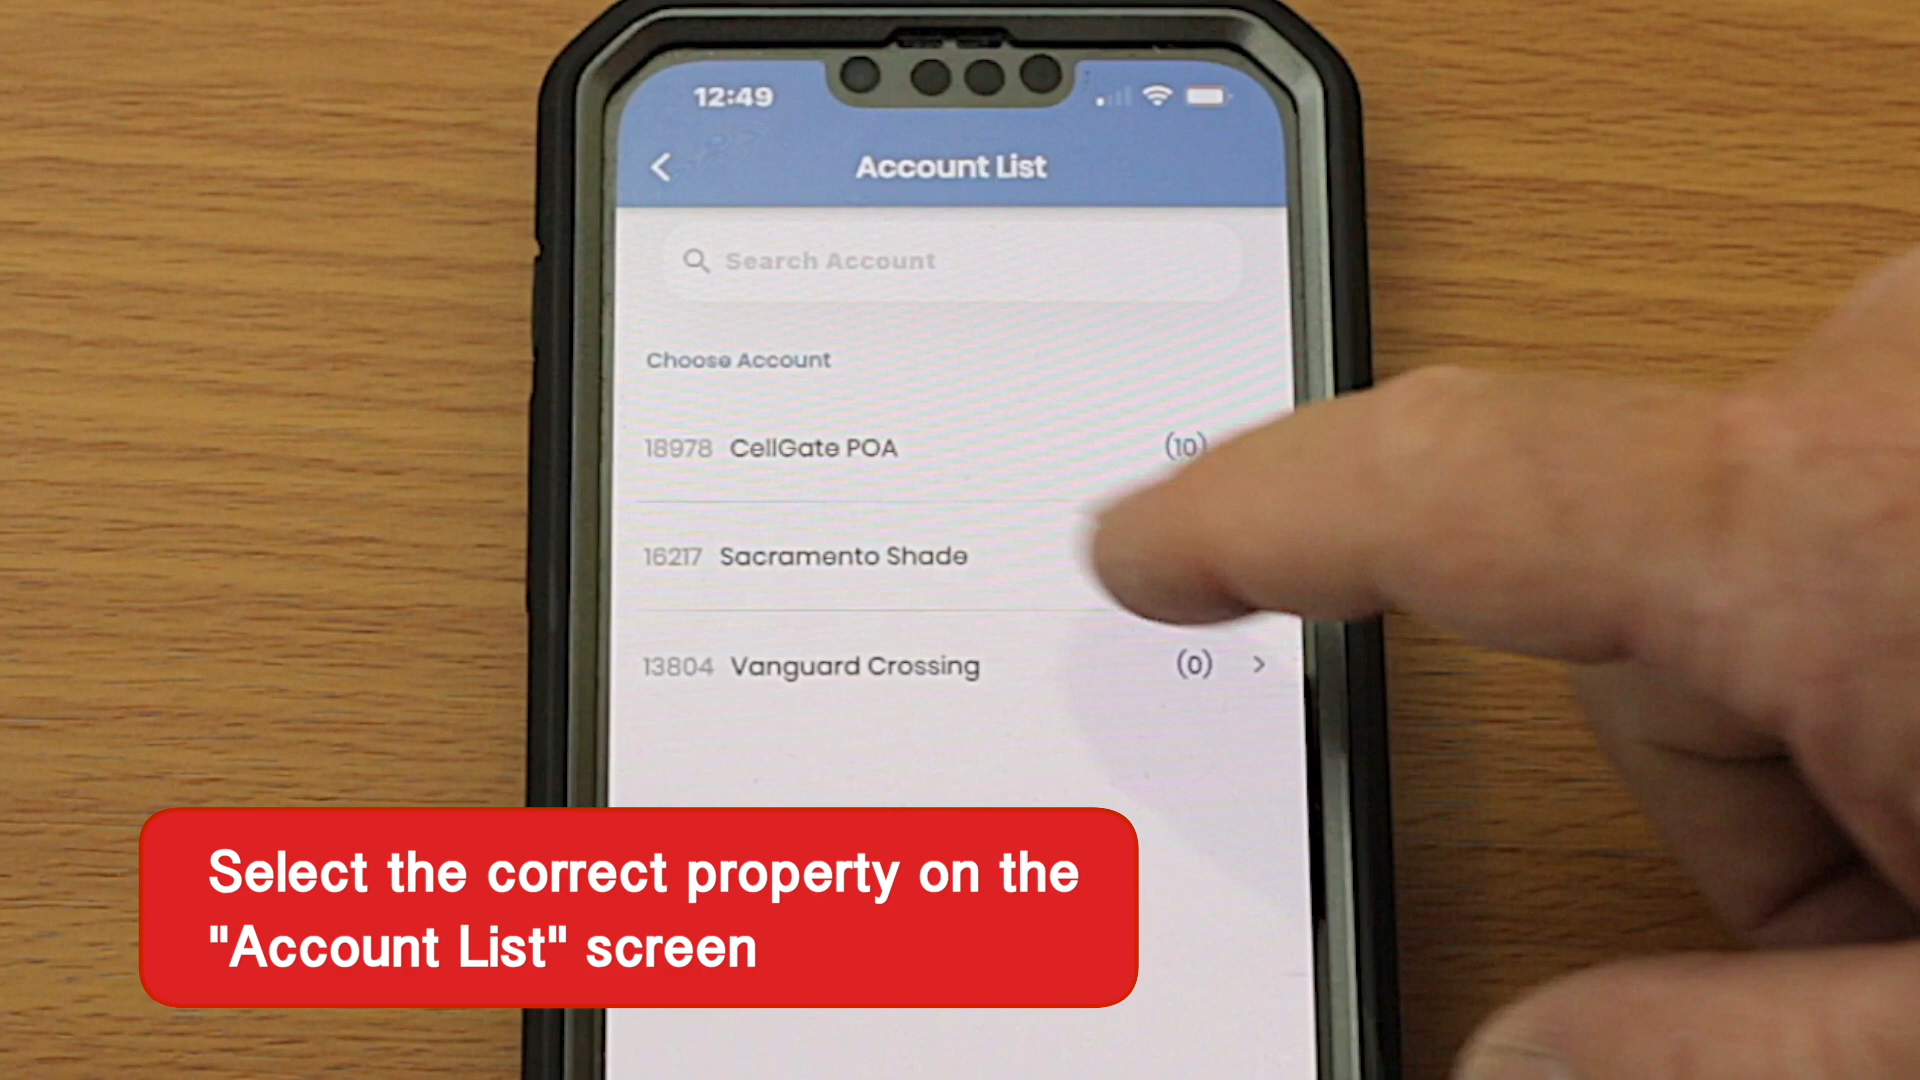 12:49
Account List
Search Account
Choose Account
18978 CellGate POA (10)
16217 Sacramento Shade
13804 Vanguard Crossing (0)
Select the correct property on the
"Account List" screen